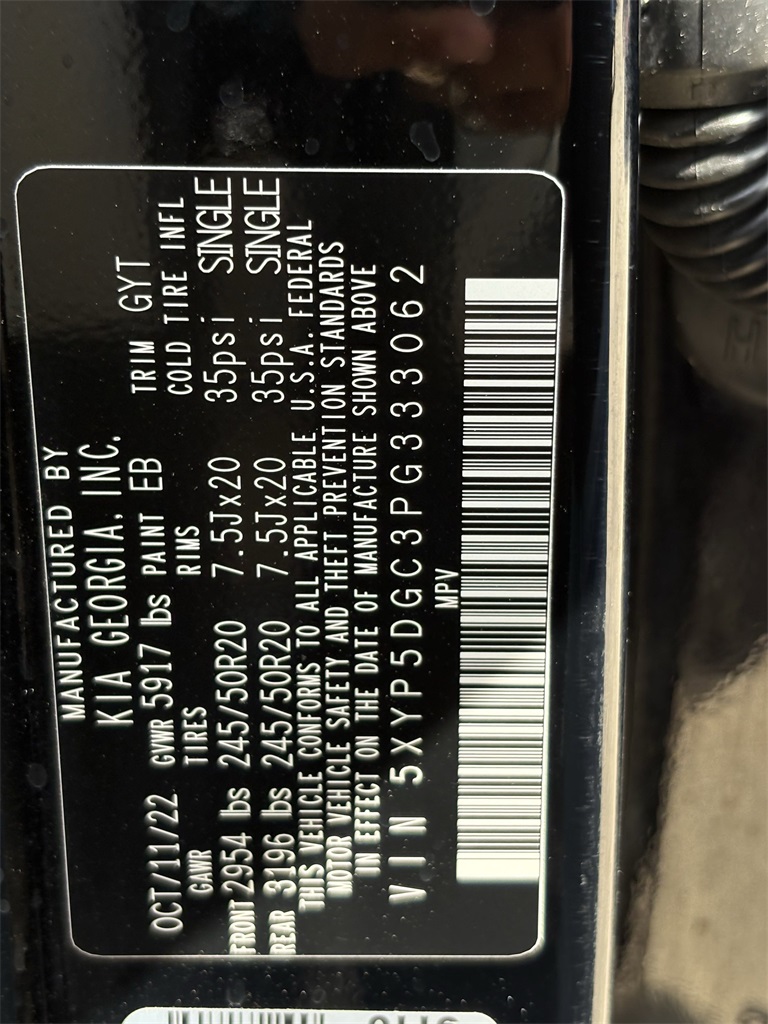 MANUFACTURED BY
KIA GEORGIA, INC.
OCT/11/22 GVWR 5917 lbs PAINT EB TRIM GYT
GAWR TIRES RIMS COLD TIRE INFL
FRONT 2954 lbs 245/50R20 7.5Jx20 35psi SINGLE
REAR 3196 lbs 245/50R20 7.5Jx20 35psi SINGLE
THIS VEHICLE CONFORMS TO ALL APPLICABLE U.S.A. FEDERAL
MOTOR VEHICLE SAFETY AND THEFT PREVENTION STANDARDS
IN EFFECT ON THE DATE OF MANUFACTURE SHOWN ABOVE
VIN 5XYP5DGC3PG333062
MPV